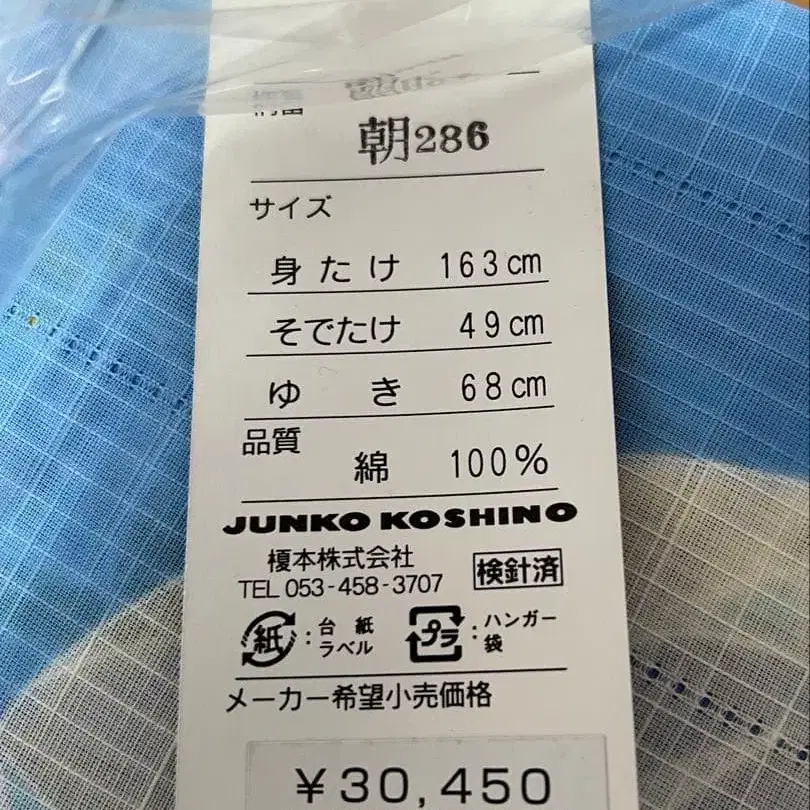 朝286
サイズ
身たけ 163cm
そでたけ 49cm
ゆき 68cm
品質
綿 100%
JUNKO KOSHINO
榎本株式会社
TEL 053-458-3707
検針済
紙:台紙
ラベル
プラ:ハンガー
袋
メーカー希望小売価格
¥30,450